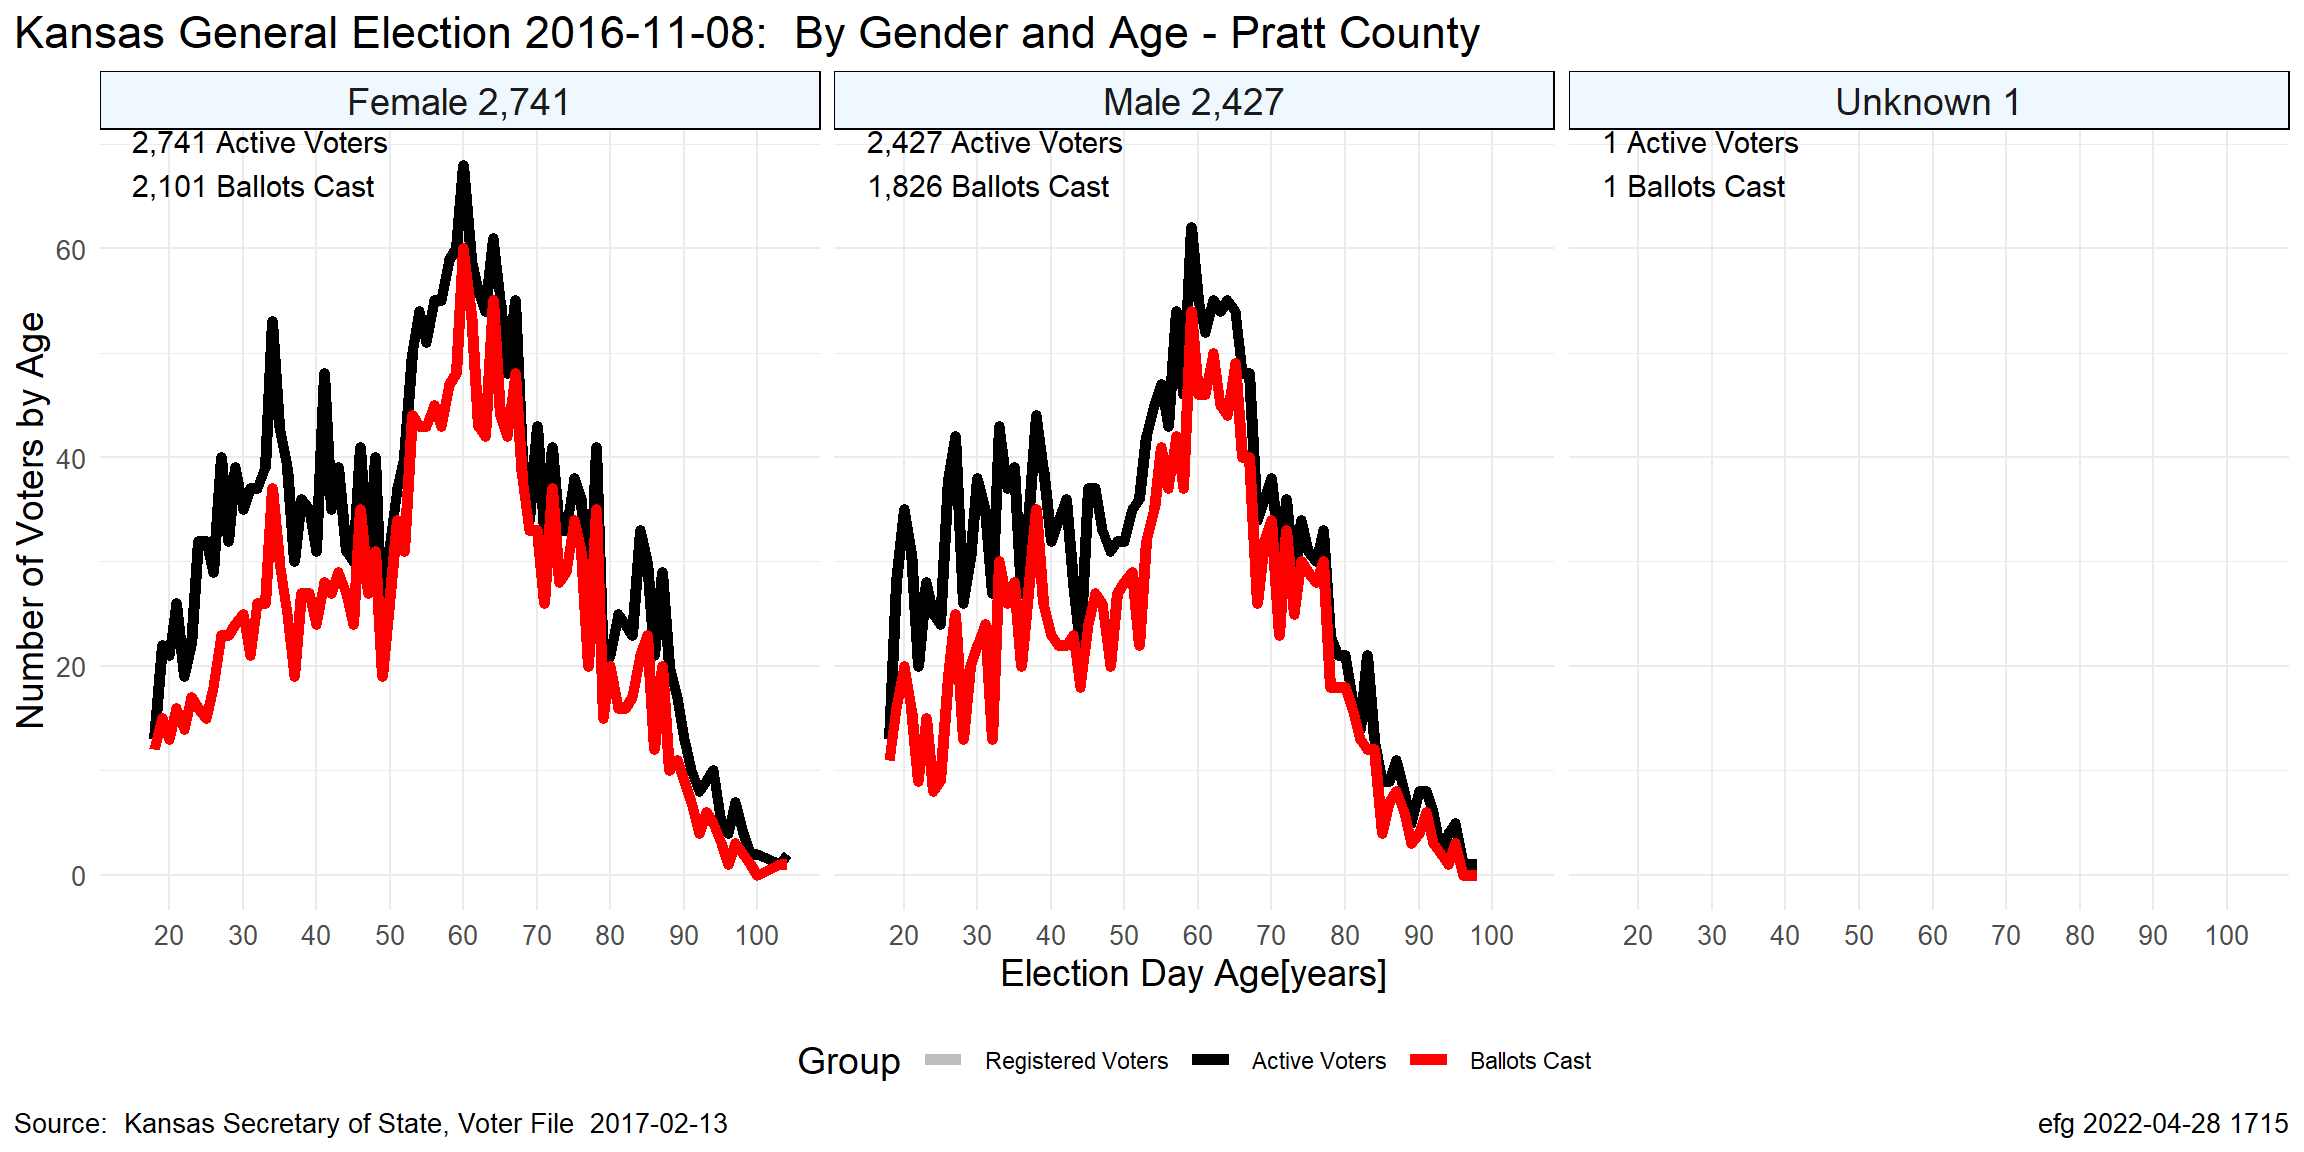 Kansas General Election 2016-11-08:  By Gender and Age - Pratt County
Female 2,741
Male 2,427
Unknown 1
2,741 Active Voters
2,101 Ballots Cast
2,427 Active Voters
1,826 Ballots Cast
1 Active Voters
1 Ballots Cast
Number of Voters by Age
60
40
20
0
20 30 40 50 60 70 80 90 100
20 30 40 50 60 70 80 90 100
20 30 40 50 60 70 80 90 100
Election Day Age[years]
Group Registered Voters Active Voters Ballots Cast
Source:  Kansas Secretary of State, Voter File  2017-02-13
efg 2022-04-28 1715